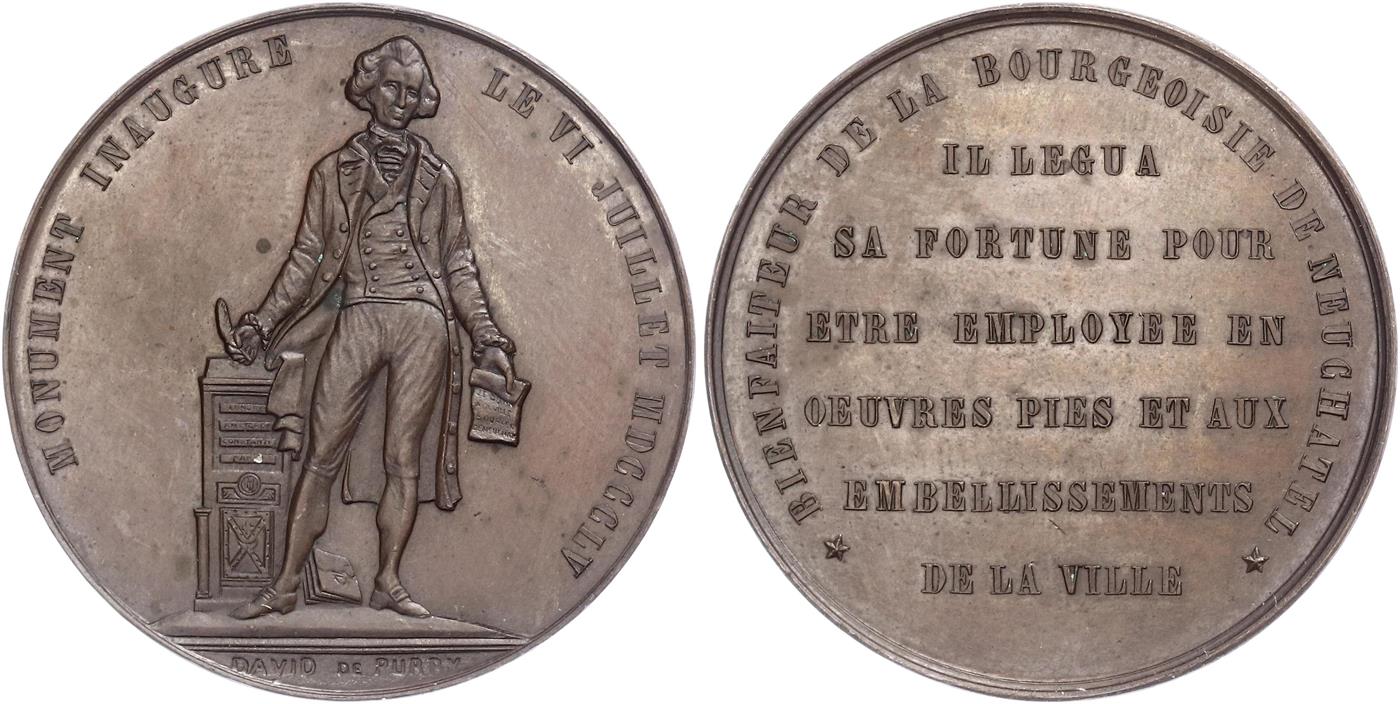 MONUMENT INAUGURE LE VI JUILLET MDCCCLV
CONSTANT
DAVID DE PURRY
BIENFAITEUR DE LA BOURGEOISIE DE NEUCHATEL
IL LEGUA
SA FORTUNE POUR
ETRE EMPLOYEE EN
OEUVRES PIES ET AUX
EMBELLISSEMENTS
DE LA VILLE